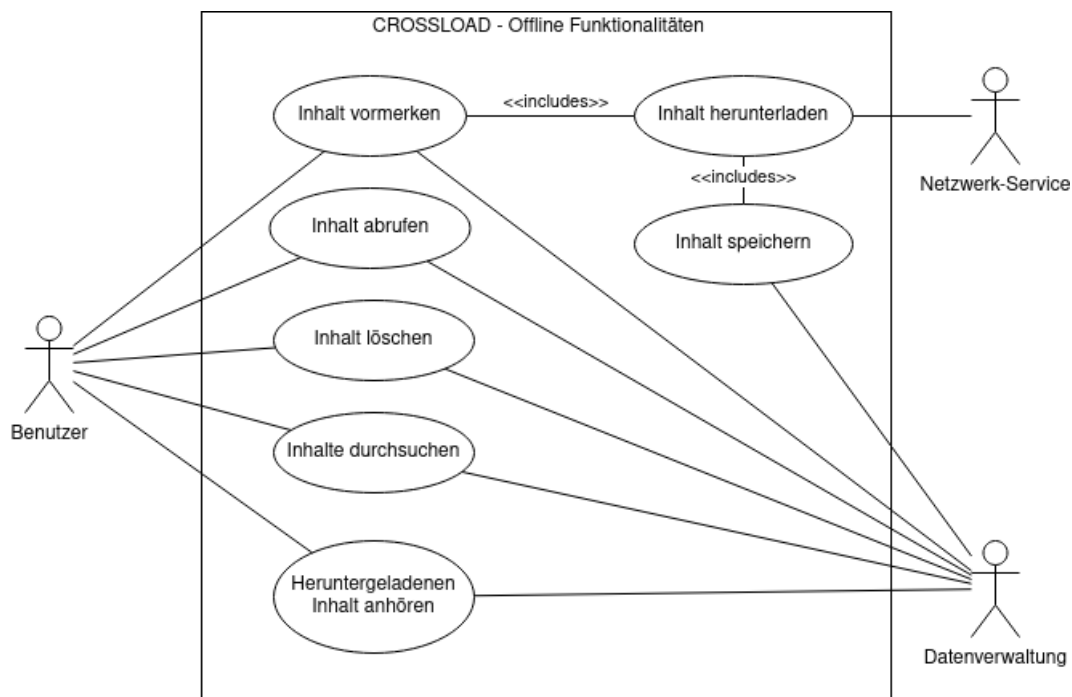 CROSSLOAD - Offline Funktionalitäten
Inhalt vormerken
<<includes>>
Inhalt herunterladen
Netzwerk-Service
<<includes>>
Inhalt abrufen
Inhalt speichern
Inhalt löschen
Benutzer
Inhalte durchsuchen
Heruntergeladenen
Inhalt anhören
Datenverwaltung